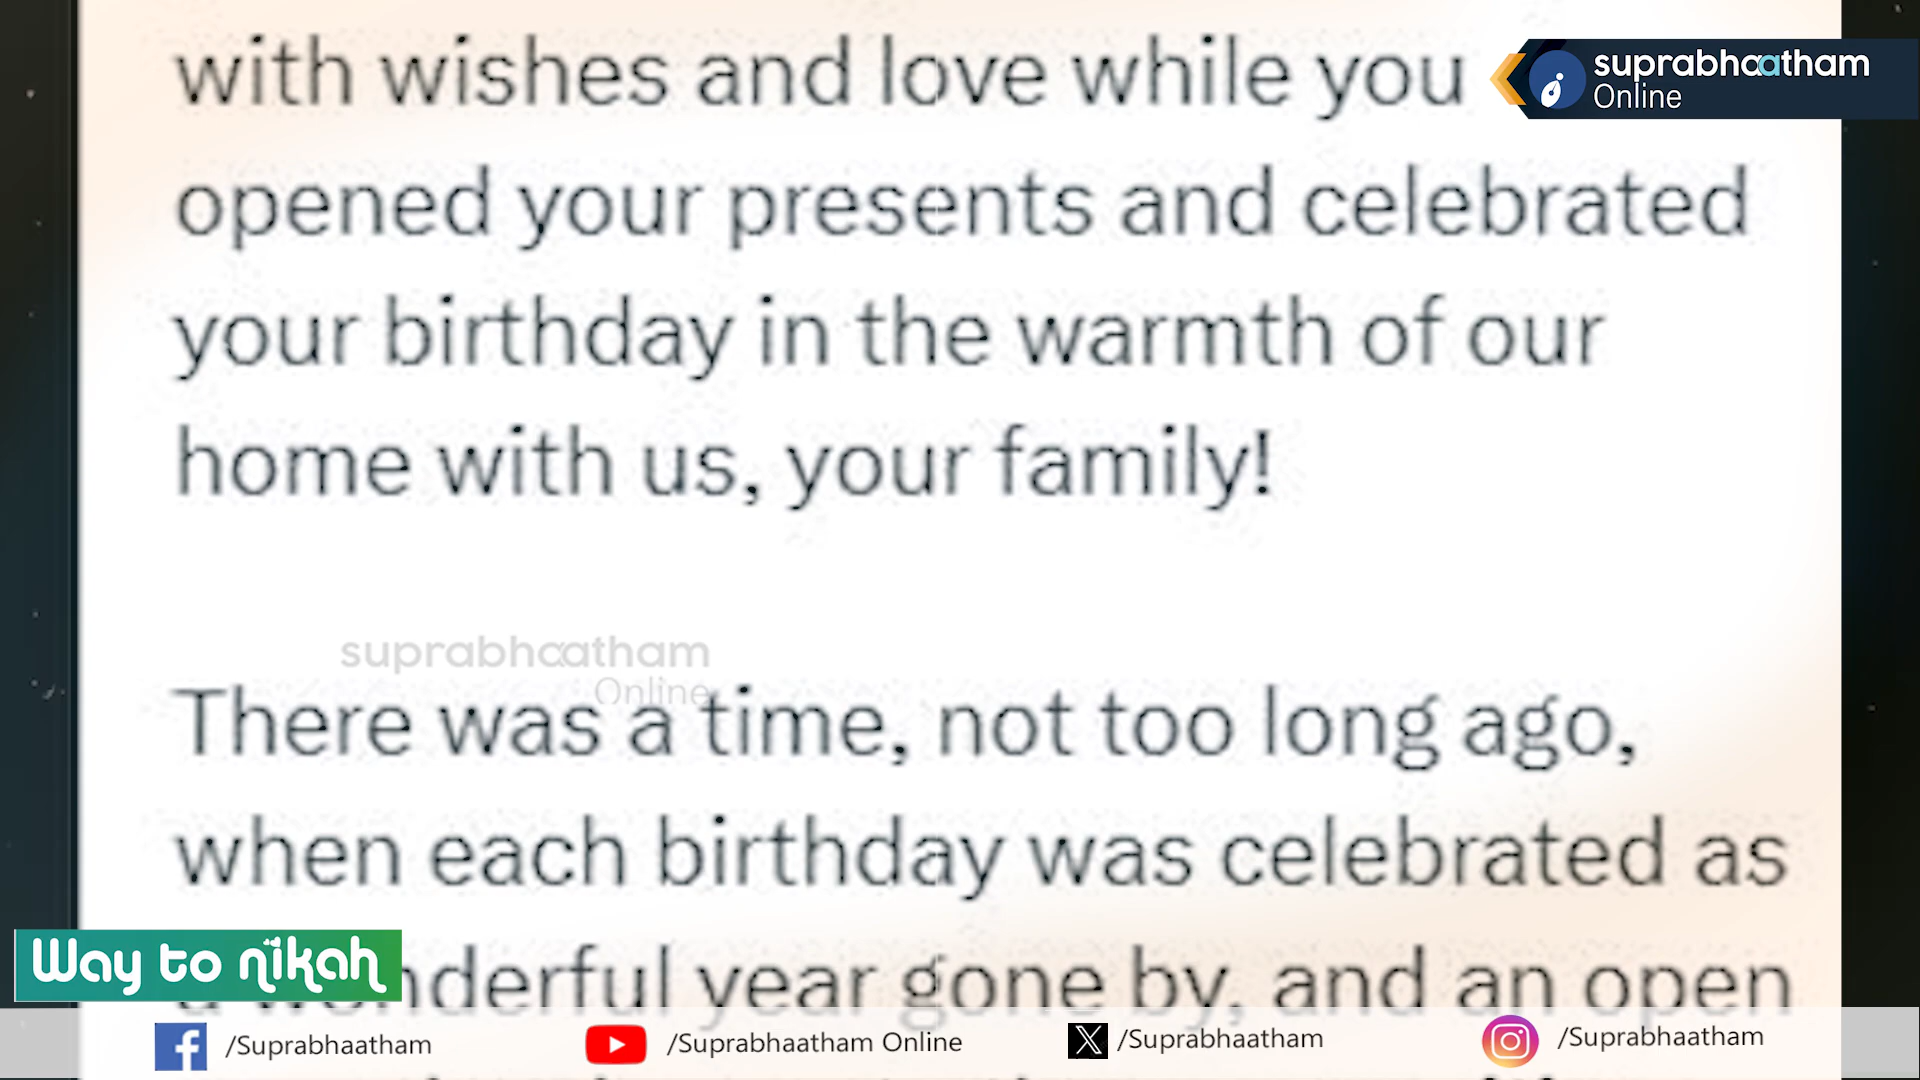 with wishes and love while you
opened your presents and celebrated
your birthday in the warmth of our
home with us, your family!
There was a time, not too long ago,
when each birthday was celebrated as
a wonderful year gone by, and an open
suprabhaatham
Online
suprabhaatham
Online
Way to nikah
/Suprabhaatham
/Suprabhaatham Online
/Suprabhaatham
/Suprabhaatham